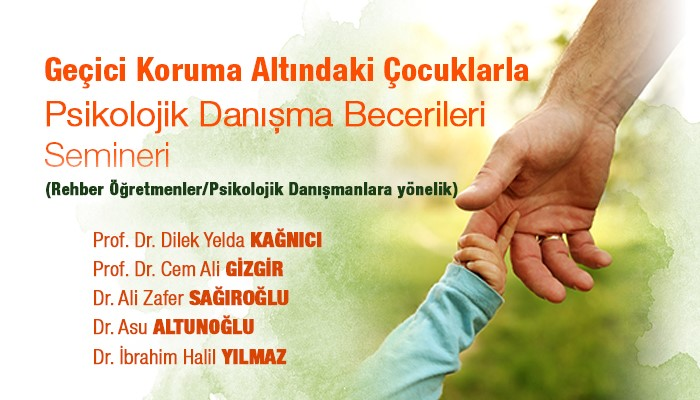 Geçici Koruma Altındaki Çocuklarla
Psikolojik Danışma Becerileri
Semineri
(Rehber Öğretmenler/Psikolojik Danışmanlara yönelik)
Prof. Dr. Dilek Yelda KAĞNICI
Prof. Dr. Cem Ali GİZGİR
Dr. Ali Zafer SAĞIROĞLU
Dr. Asu ALTUNOĞLU
Dr. İbrahim Halil YILMAZ